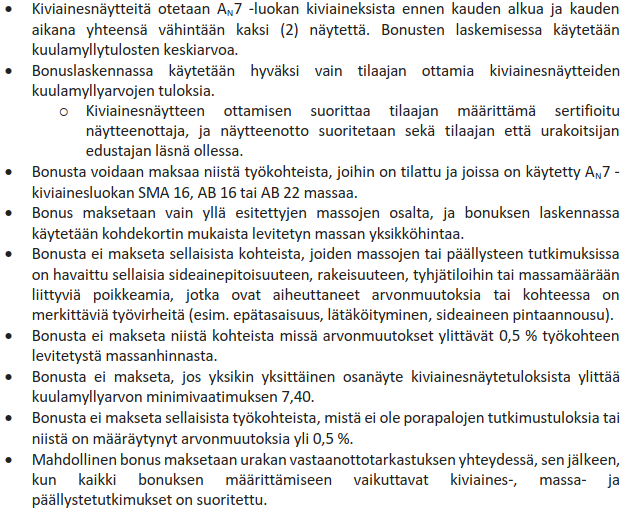 • Kiviainesnäytteitä otetaan AN7 -luokan kiviaineksista ennen kauden alkua ja kauden
aikana yhteensä vähintään kaksi (2) näytettä. Bonusten laskemisessa käytetään
kuulamyllytulosten keskiarvoa.
• Bonuslaskennassa käytetään hyväksi vain tilaajan ottamia kiviainesnäytteiden
kuulamyllyarvojen tuloksia.
o Kiviainesnäytteen ottamisen suorittaa tilaajan määrittämä sertifioitu
näytteenottaja, ja näytteenotto suoritetaan sekä tilaajan että urakoitsijan
edustajan läsnä ollessa.
• Bonusta voidaan maksaa niistä työkohteista, joihin on tilattu ja joissa on käytetty AN7 -
kiviainesluokan SMA 16, AB 16 tai AB 22 massaa.
• Bonus maksetaan vain yllä esitettyjen massojen osalta, ja bonuksen laskennassa
käytetään kohdekortin mukaista levitetyn massan yksikköhintaa.
• Bonusta ei makseta sellaisista kohteista, joiden massojen tai päällysteen tutkimuksissa
on havaittu sellaisia sideainepitoisuuteen, rakeisuuteen, tyhjätiloihin tai massamäärään
liittyviä poikkeamia, jotka ovat aiheuttaneet arvonmuutoksia tai kohteessa on
merkittäviä työvirheitä (esim. epätasaisuus, lätäköityminen, sideaineen pintaannousu).
• Bonusta ei makseta niistä kohteista missä arvonmuutokset ylittävät 0,5 % työkohteen
levitetystä massanhinnasta.
• Bonusta ei makseta, jos yksikin yksittäinen osanäyte kiviainesnäytetuloksista ylittää
kuulamyllyarvon minimivaatimuksen 7,40.
• Bonusta ei makseta sellaisista työkohteista, mistä ei ole porapalojen tutkimustuloksia tai
niistä on määräytynyt arvonmuutoksia yli 0,5 %.
• Mahdollinen bonus maksetaan urakan vastaanottotarkastuksen yhteydessä, sen jälkeen,
kun kaikki bonuksen määrittämiseen vaikuttavat kiviaines-, massa- ja
päällystetutkimukset on suoritettu.